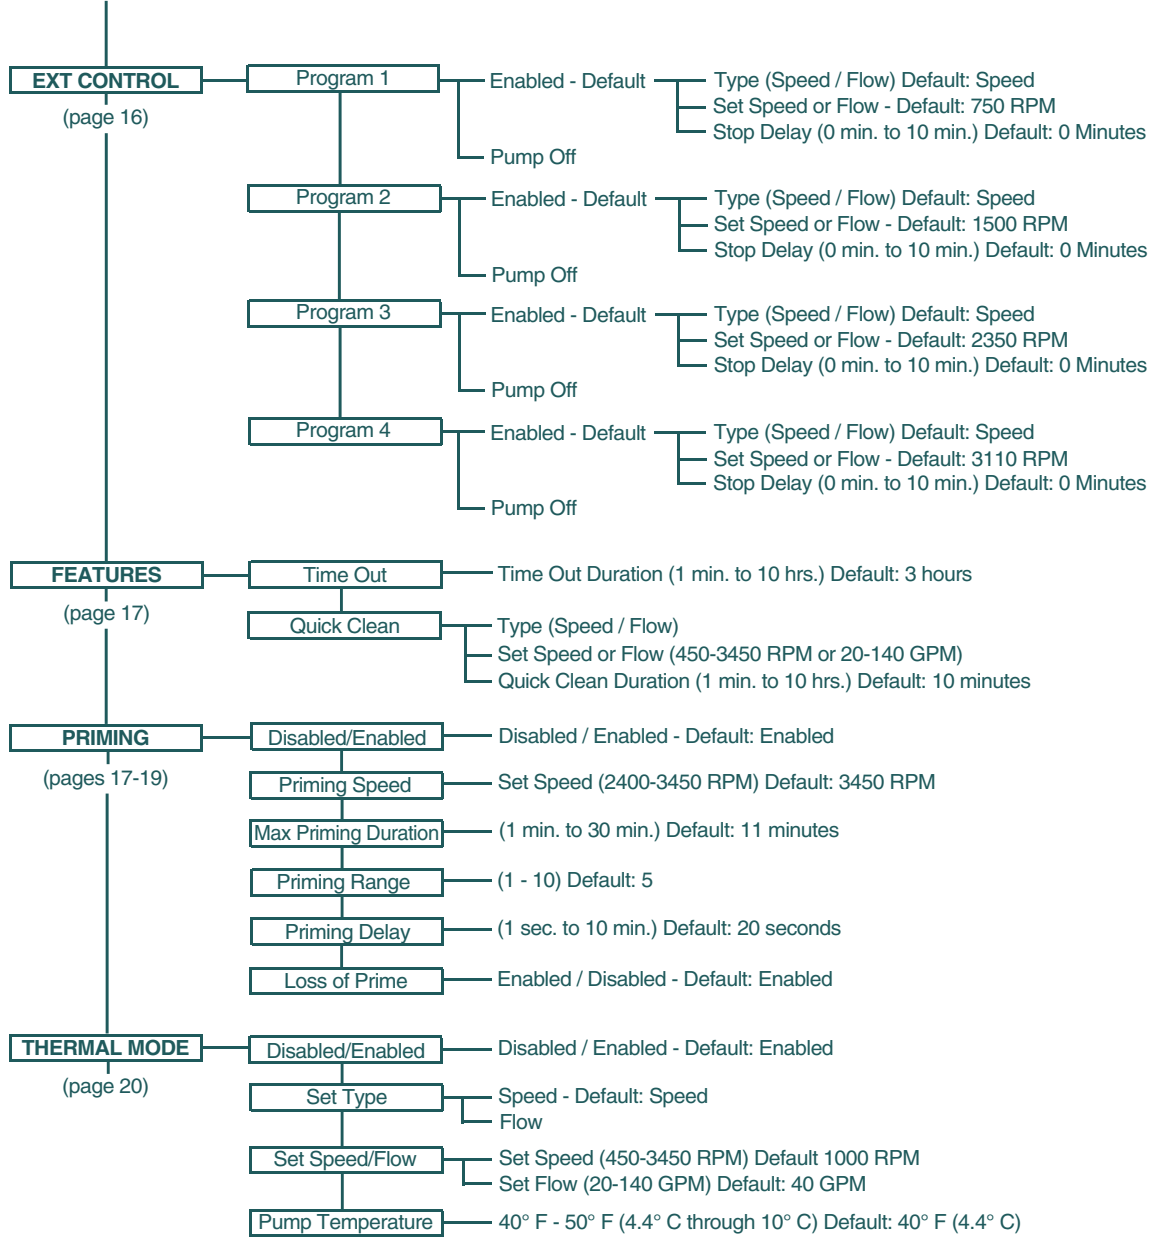 EXT CONTROL
(page 16)
Program 1
Enabled - Default
Type (Speed / Flow) Default: Speed
Set Speed or Flow - Default: 750 RPM
Stop Delay (0 min. to 10 min.) Default: 0 Minutes
Pump Off
Program 2
Enabled - Default
Type (Speed / Flow) Default: Speed
Set Speed or Flow - Default: 1500 RPM
Stop Delay (0 min. to 10 min.) Default: 0 Minutes
Pump Off
Program 3
Enabled - Default
Type (Speed / Flow) Default: Speed
Set Speed or Flow - Default: 2350 RPM
Stop Delay (0 min. to 10 min.) Default: 0 Minutes
Pump Off
Program 4
Enabled - Default
Type (Speed / Flow) Default: Speed
Set Speed or Flow - Default: 3110 RPM
Stop Delay (0 min. to 10 min.) Default: 0 Minutes
Pump Off
FEATURES
(page 17)
Time Out
Time Out Duration (1 min. to 10 hrs.) Default: 3 hours
Quick Clean
Type (Speed / Flow)
Set Speed or Flow (450-3450 RPM or 20-140 GPM)
Quick Clean Duration (1 min. to 10 hrs.) Default: 10 minutes
PRIMING
(pages 17-19)
Disabled/Enabled
Disabled / Enabled - Default: Enabled
Priming Speed
Set Speed (2400-3450 RPM) Default: 3450 RPM
Max Priming Duration
(1 min. to 30 min.) Default: 11 minutes
Priming Range
(1 - 10) Default: 5
Priming Delay
(1 sec. to 10 min.) Default: 20 seconds
Loss of Prime
Enabled / Disabled - Default: Enabled
THERMAL MODE
(page 20)
Disabled/Enabled
Disabled / Enabled - Default: Enabled
Set Type
Speed - Default: Speed
Flow
Set Speed/Flow
Set Speed (450-3450 RPM) Default 1000 RPM
Set Flow (20-140 GPM) Default: 40 GPM
Pump Temperature
40° F - 50° F (4.4° C through 10° C) Default: 40° F (4.4° C)